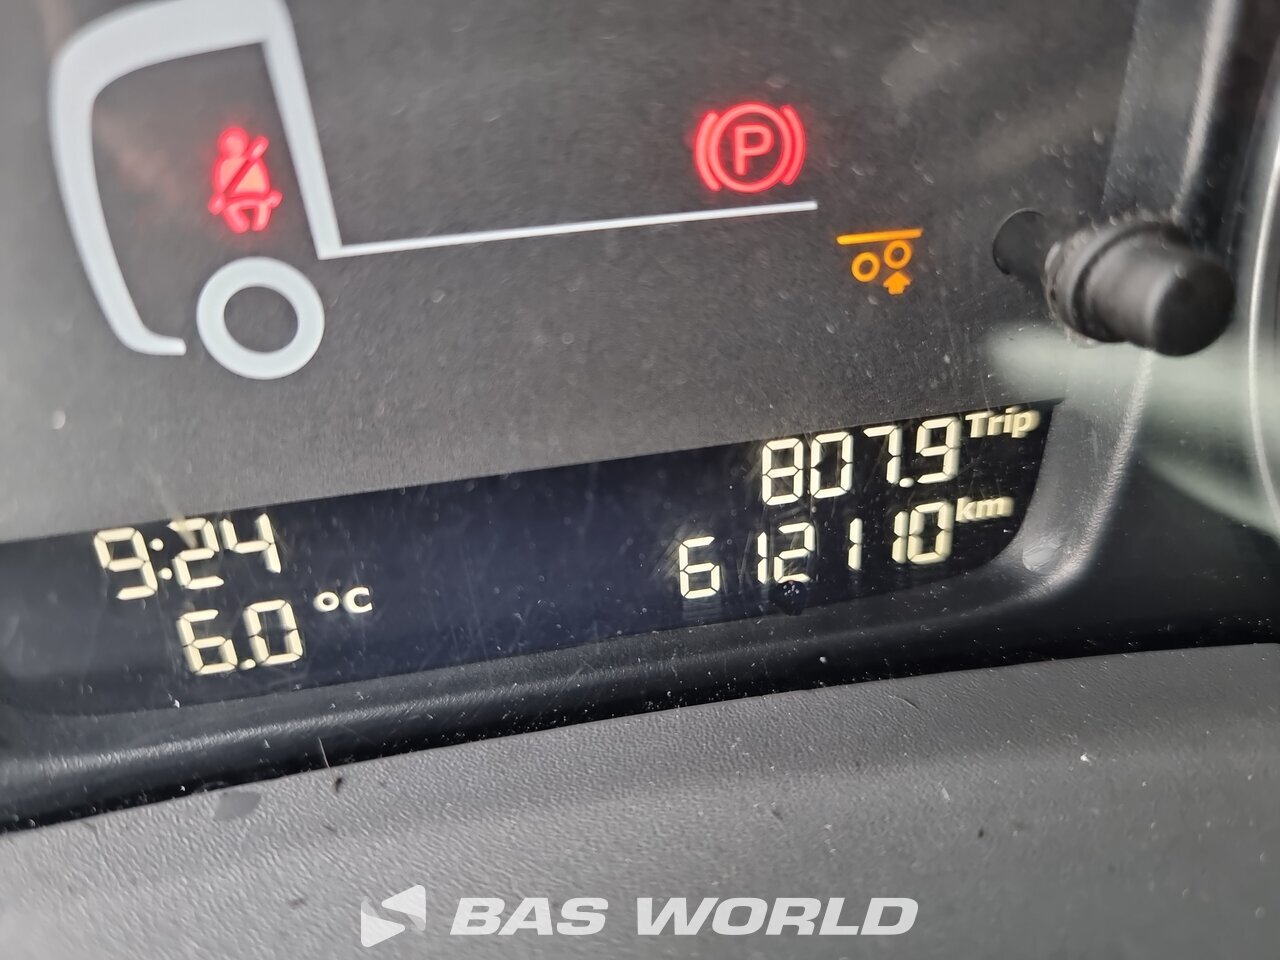 P
807.9 Trip
9:24
612110 km
6.0 °C
BAS WORLD